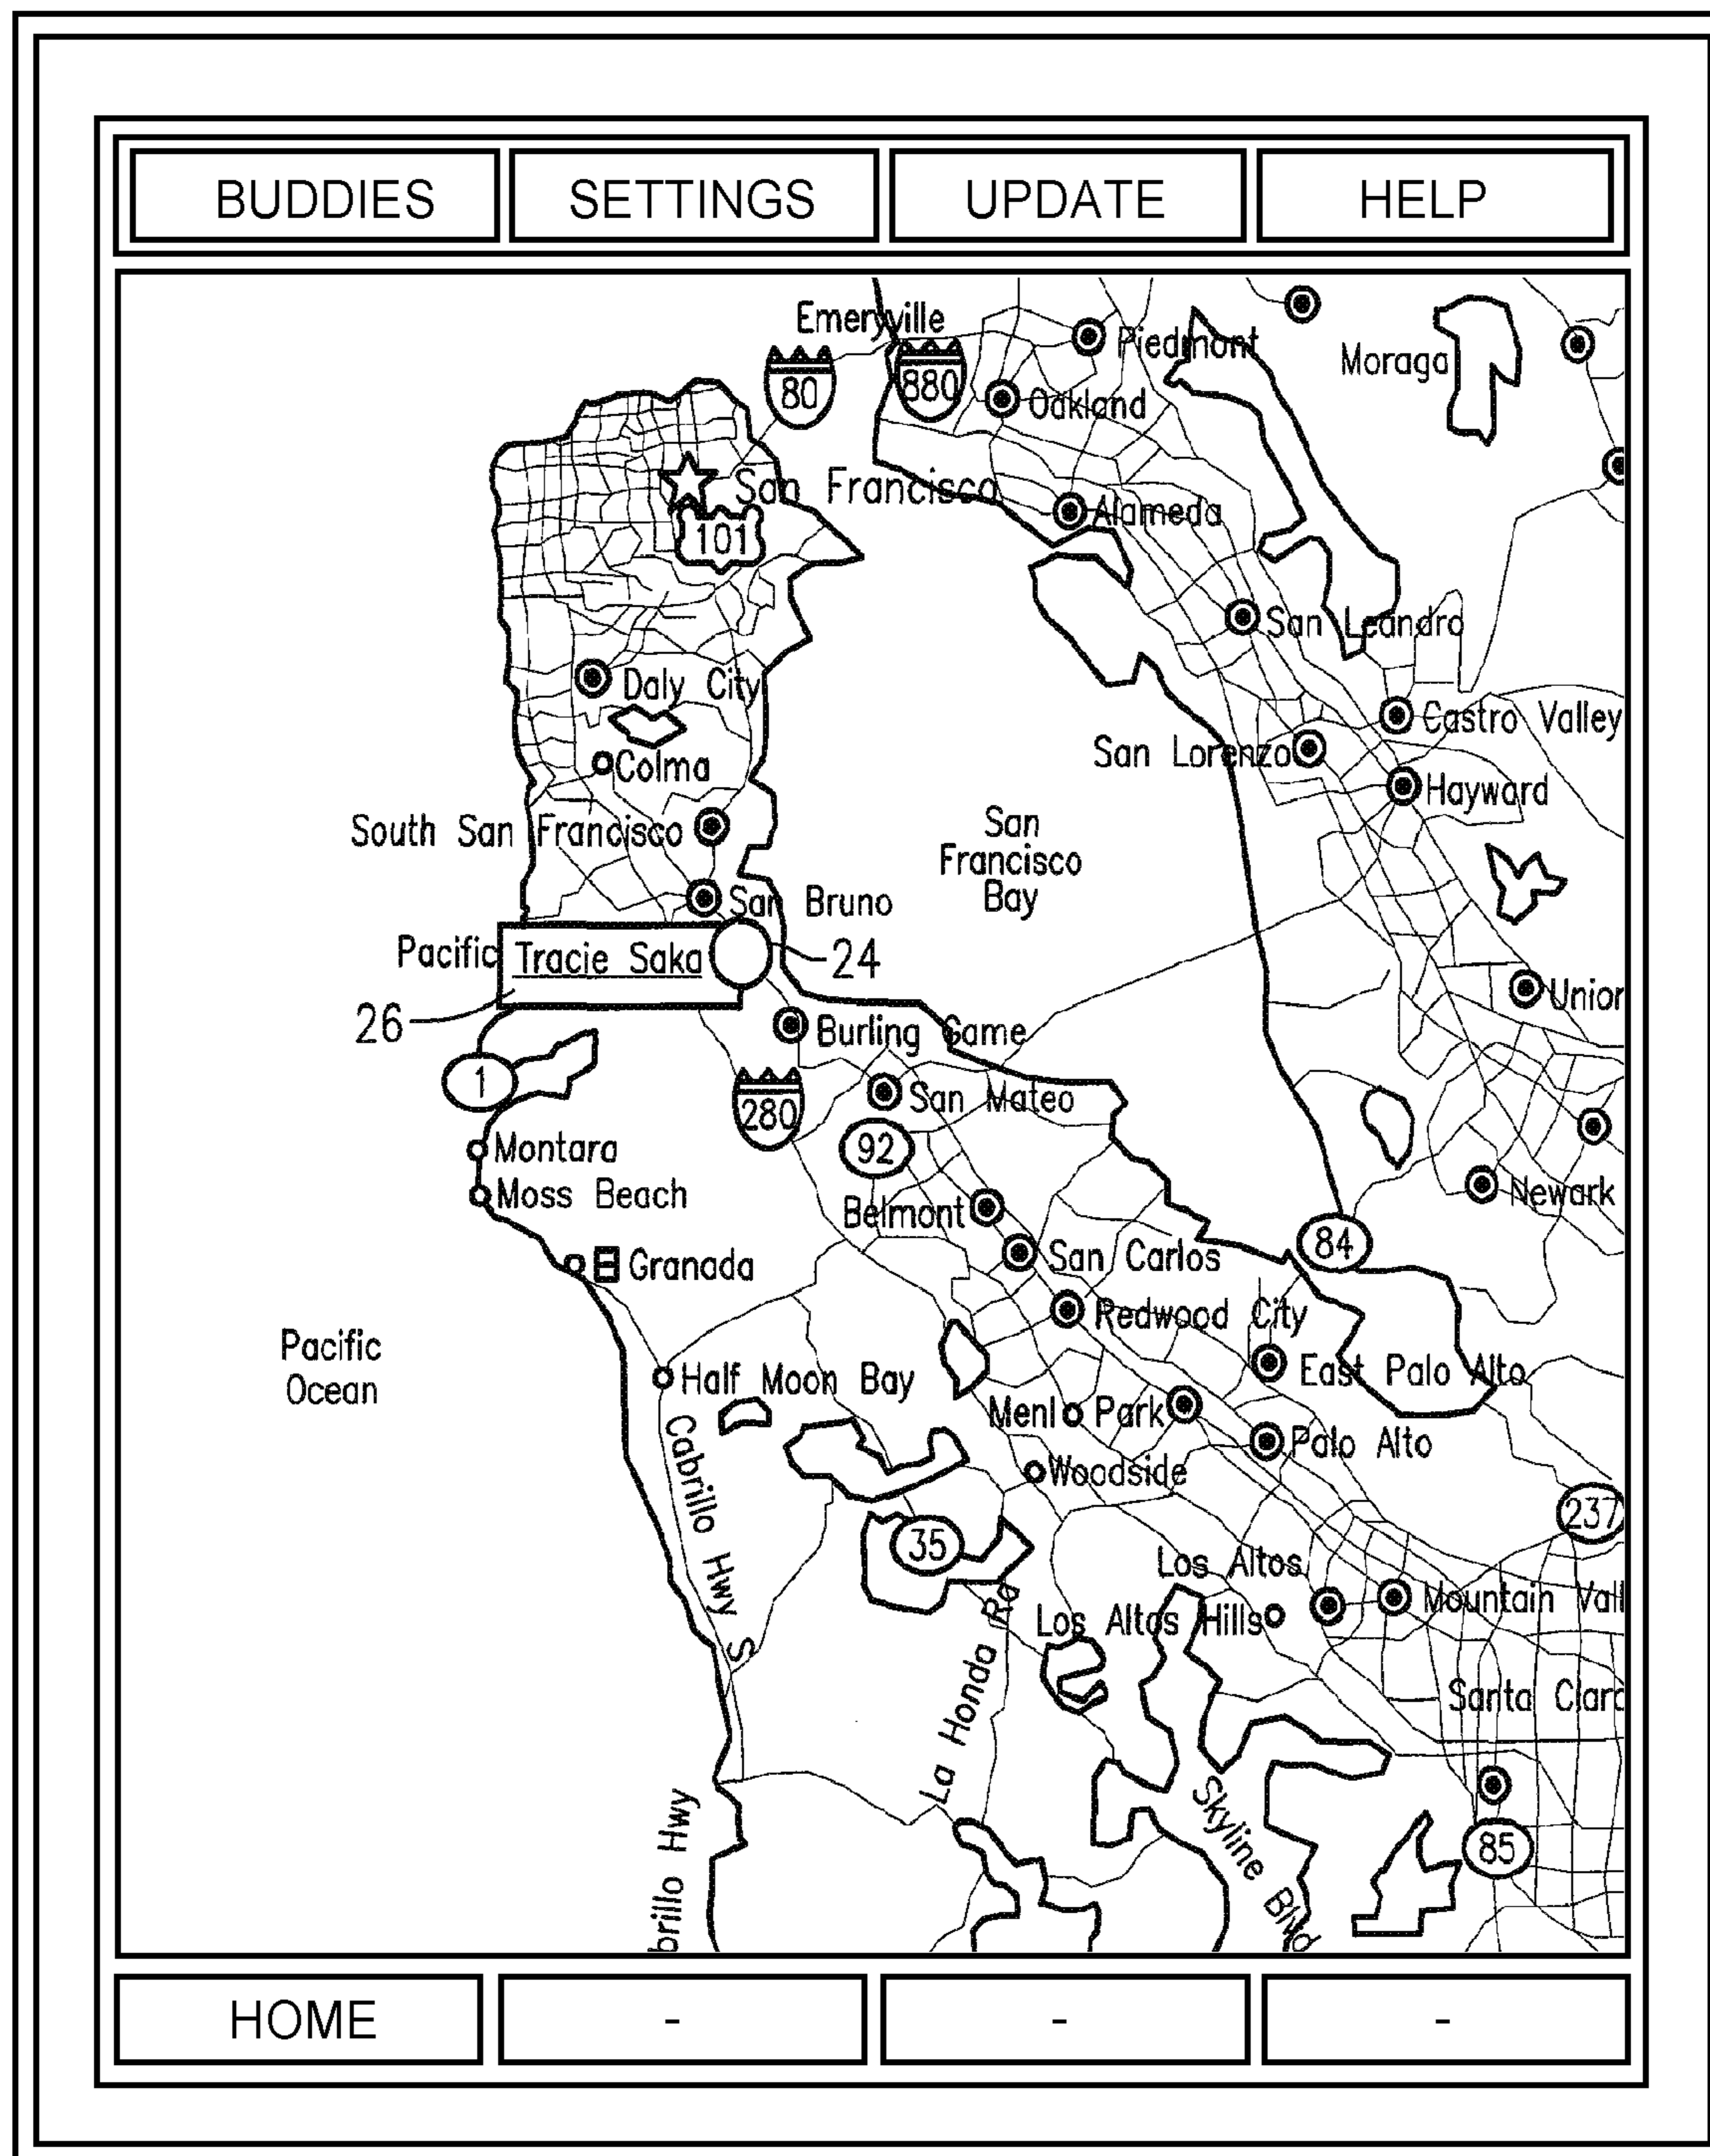 BUDDIES SETTINGS UPDATE HELP
Emeryville
Piedmont
Moraga
80
880
Oakland
San Francisco
Alameda
101
San Leandro
Daly City
Castro Valley
San Lorenzo
Colma
Hayward
South San Francisco
San
Francisco
Bay
San Bruno
Pacific
Tracie Saka
24
Union
26
Burling Game
1
280
San Mateo
92
Montara
Moss Beach
Newark
Belmont
84
San Carlos
Granada
Redwood City
Pacific
Ocean
East Palo Alto
Half Moon Bay
Menl Park
Palo Alto
Woodside
Cabrillo Hwy S
237
35
Los Altos
Mountain Vall
Los Altos Hills
La Honda Rd
Santa Clara
Skyline Blvd
85
brillo Hwy
HOME - - -